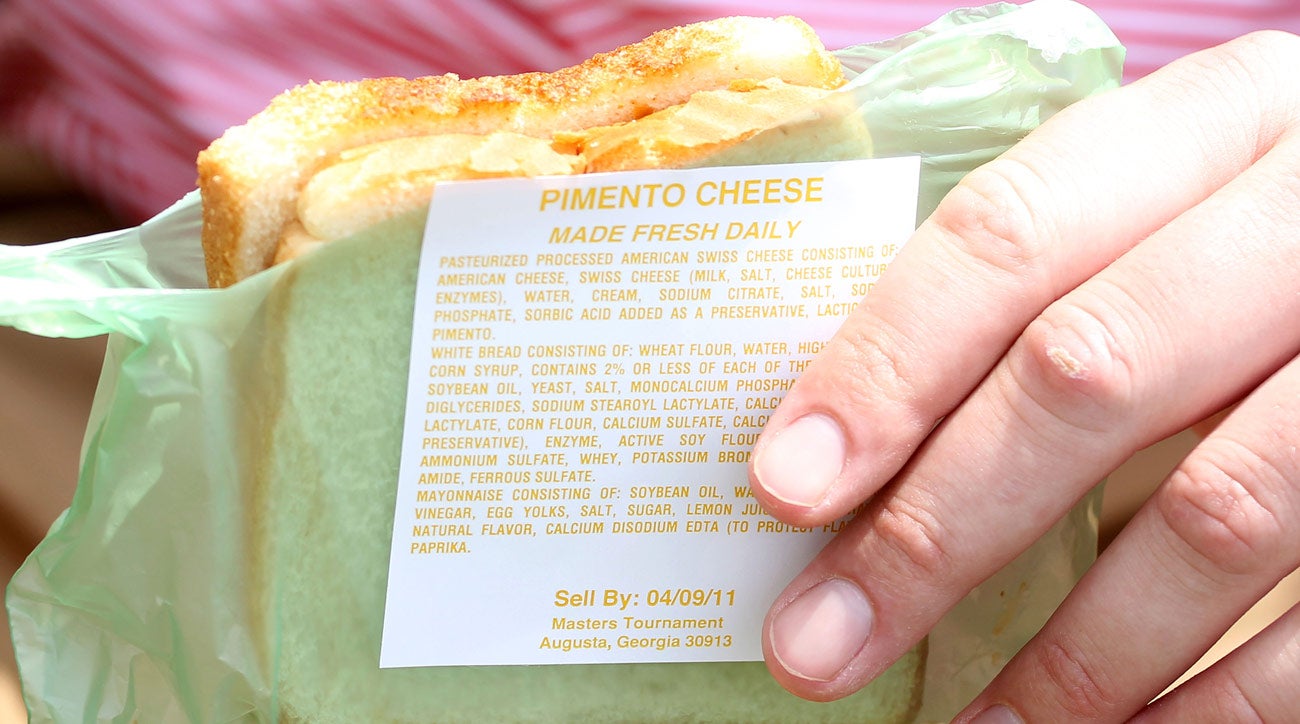 PIMENTO CHEESE
MADE FRESH DAILY
PASTEURIZED PROCESSED AMERICAN SWISS CHEESE CONSISTING OF:
AMERICAN CHEESE, SWISS CHEESE (MILK, SALT, CHEESE
ENZYMES), WATER, CREAM, SODIUM CITRATE, SALT,
PHOSPHATE, SORBIC ACID ADDED AS A PRESERVATIVE,
PIMENTO.
WHITE BREAD CONSISTING OF: WHEAT FLOUR, WATER,
CORN SYRUP, CONTAINS 2% OR LESS OF EACH OF THE
SOYBEAN OIL, YEAST, SALT, MONOCALCIUM
DIGLYCERIDES, SODIUM STEAROYL LACTYLATE,
LACTYLATE, CORN FLOUR, CALCIUM SULFATE,
PRESERVATIVE), ENZYME, ACTIVE SOY
AMMONIUM SULFATE, WHEY, POTASSIUM
AMIDE, FERROUS SULFATE.
MAYONNAISE CONSISTING OF: SOYBEAN OIL,
VINEGAR, EGG YOLKS, SALT, SUGAR, LEMON
NATURAL FLAVOR, CALCIUM DISODIUM EDTA (TO PROTECT
PAPRIKA.
Sell By: 04/09/11
Masters Tournament
Augusta, Georgia 30913